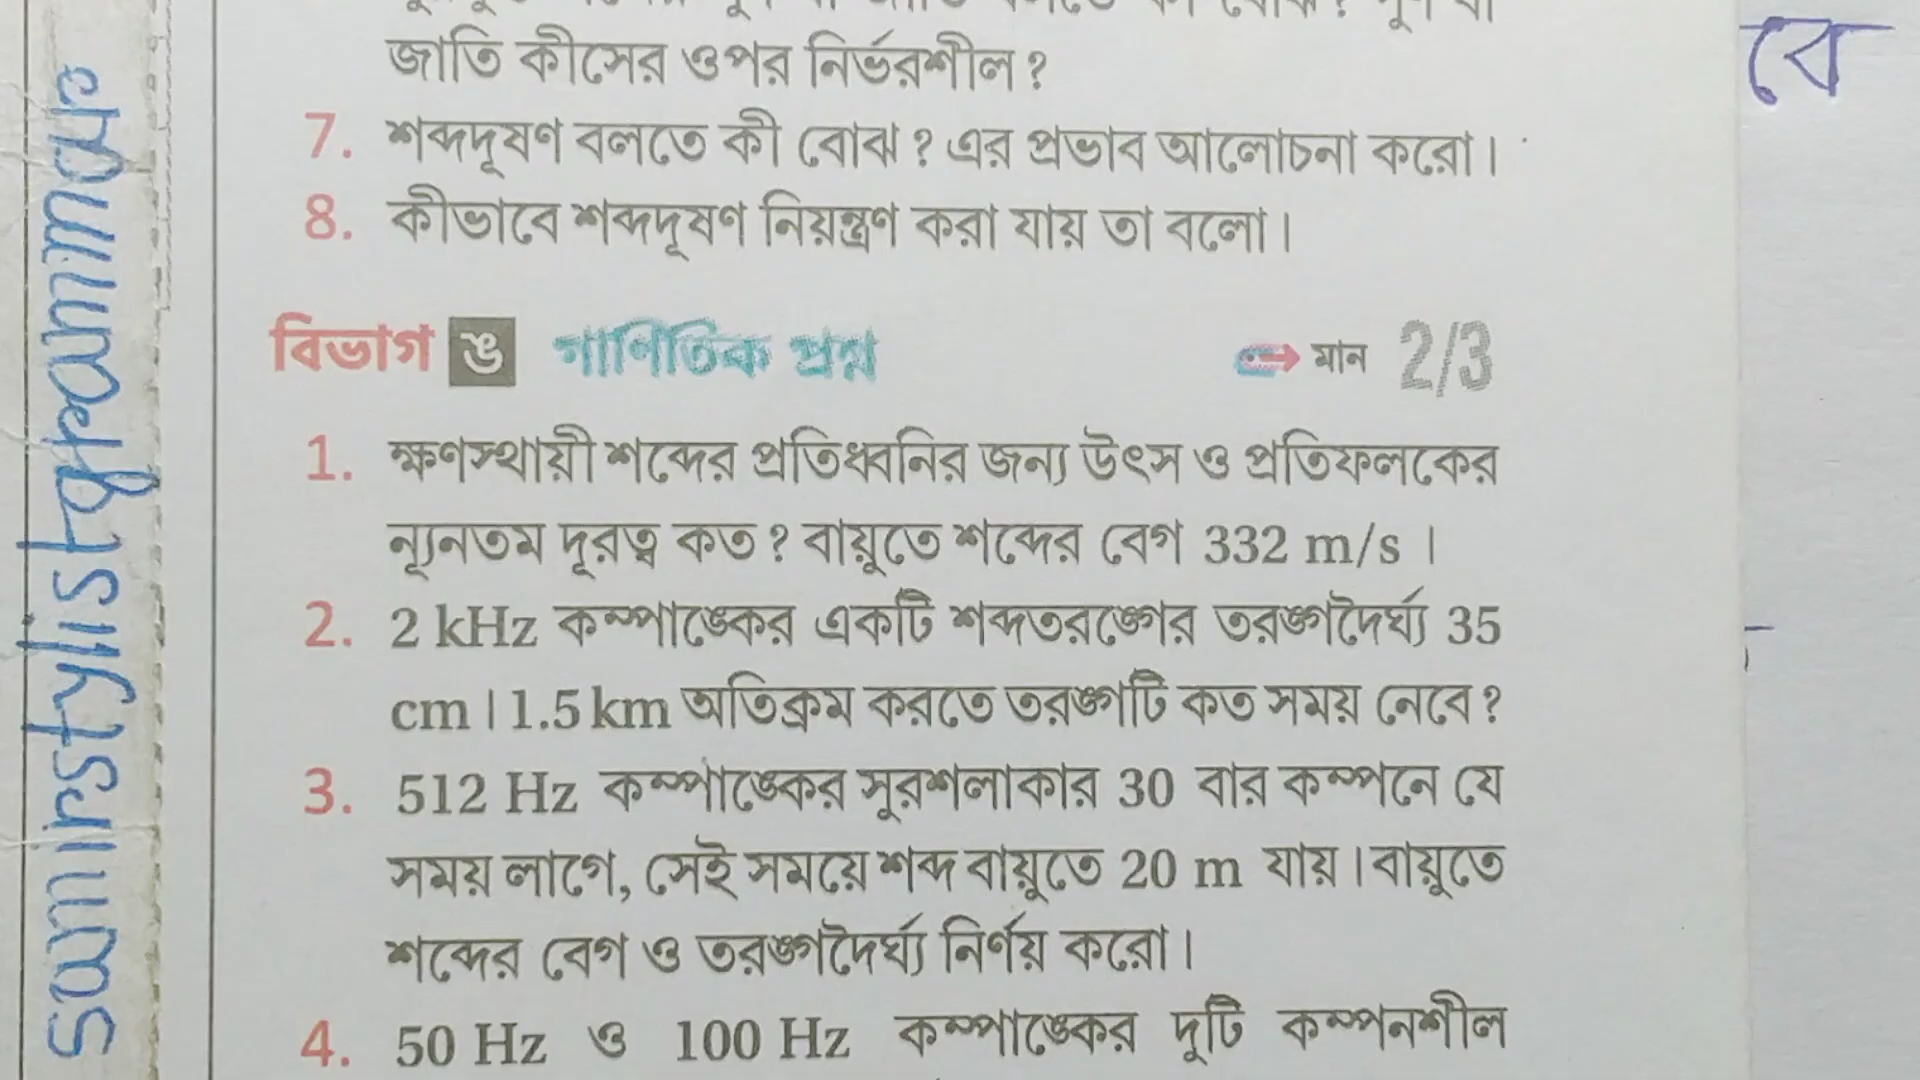 জাতি কীসের ওপর নির্ভরশীল?
7. শব্দদূষণ বলতে কী বোঝ? এর প্রভাব আলোচনা করো।
8. কীভাবে শব্দদূষণ নিয়ন্ত্রণ করা যায় তা বলো।
বিভাগ ঙ গাণিতিক প্রশ্ন মান 2/3
1. ক্ষণস্থায়ী শব্দের প্রতিধ্বনির জন্য উৎস ও প্রতিফলকের
ন্যূনতম দূরত্ব কত? বায়ুতে শব্দের বেগ 332 m/s ।
2. 2 kHz কম্পাঙ্কের একটি শব্দতরঙ্গের তরঙ্গদৈর্ঘ্য 35
cm । 1.5 km অতিক্রম করতে তরঙ্গটি কত সময় নেবে?
3. 512 Hz কম্পাঙ্কের সুরশলাকার 30 বার কম্পনে যে
সময় লাগে, সেই সময়ে শব্দ বায়ুতে 20 m যায়। বায়ুতে
শব্দের বেগ ও তরঙ্গদৈর্ঘ্য নির্ণয় করো।
4. 50 Hz ও 100 Hz কম্পাঙ্কের দুটি কম্পনশীল
samirstylistgrammar
বে